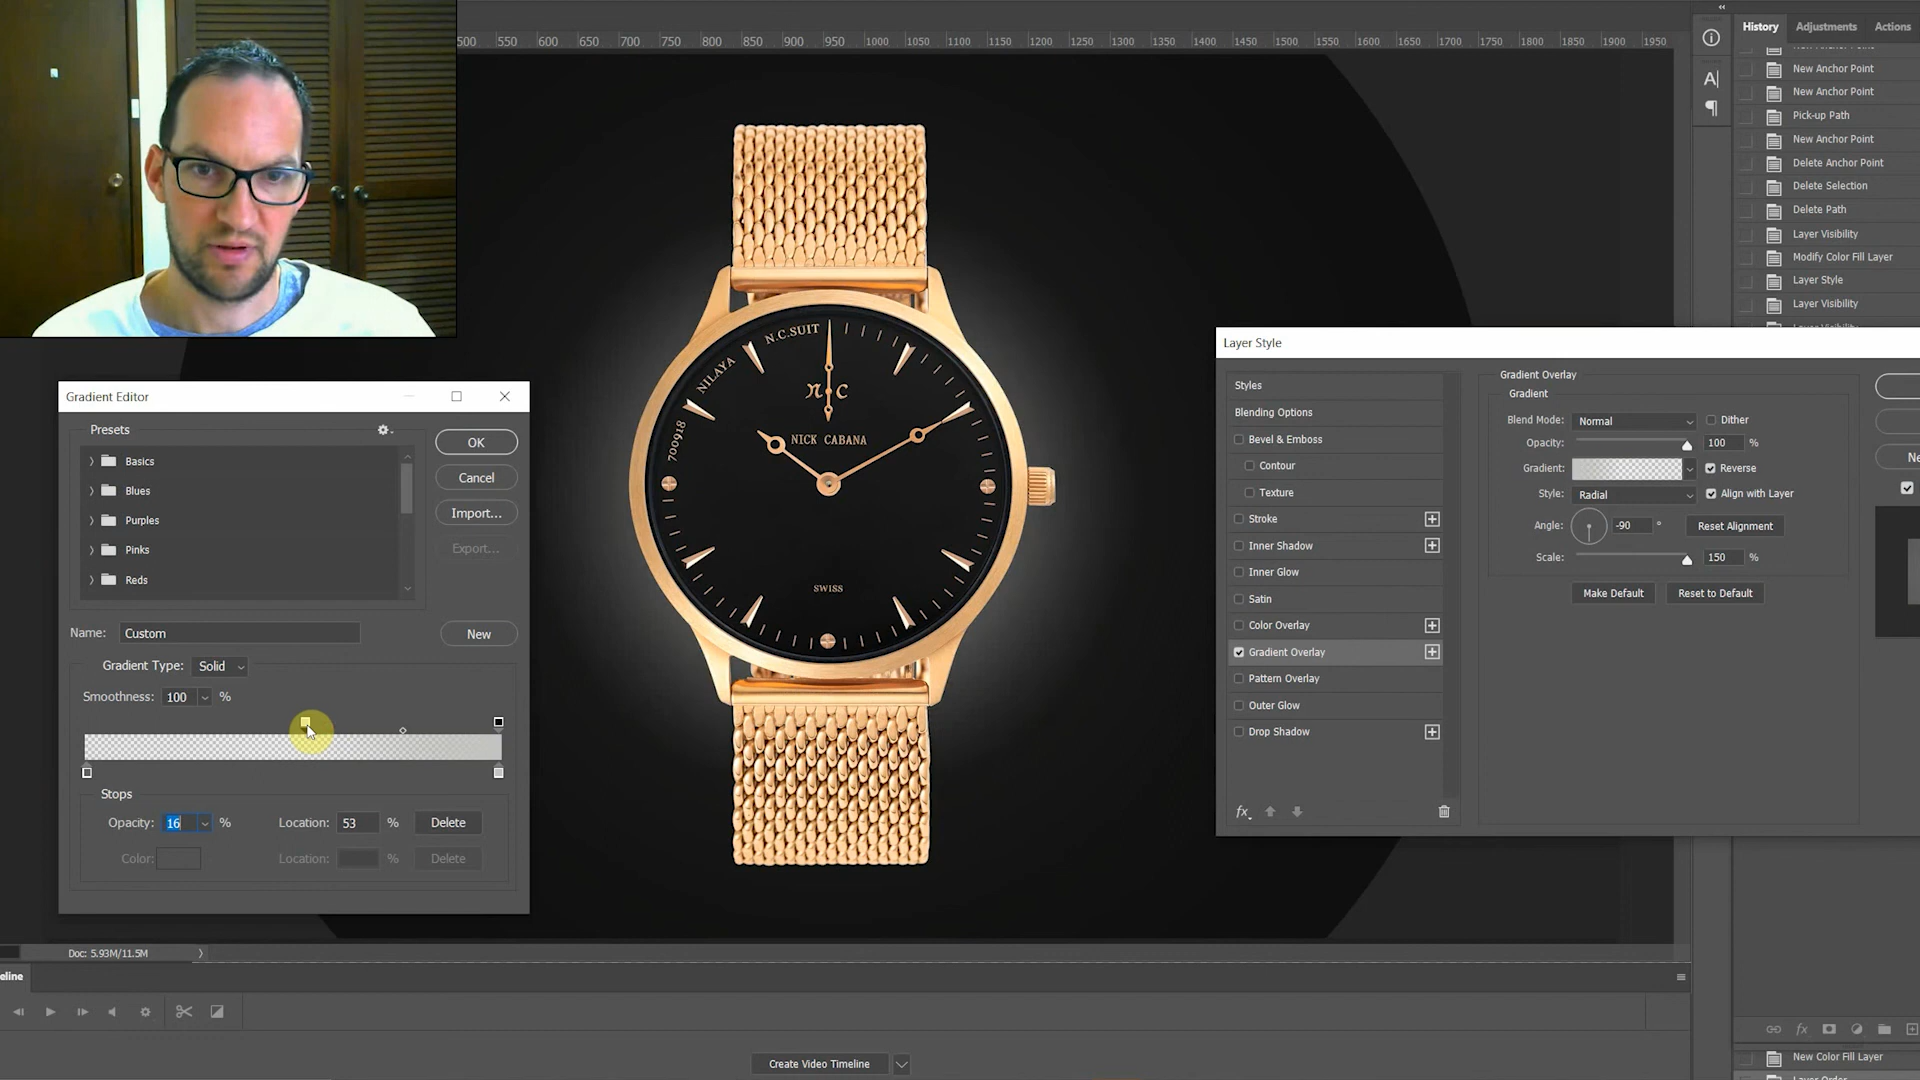 500 550 600 650 700 750 800 850 900 950 1000 1050 1100 1150 1200 1250 1300 1350 1400 1450 1500 1550 1600 1650 1700 1750 1800 1850 1900 1950
History Adjustments Actions
New Anchor Point
New Anchor Point
New Anchor Point
Pick-up Path
New Anchor Point
Delete Anchor Point
Delete Selection
Delete Path
Layer Visibility
Modify Color Fill Layer
Layer Style
Layer Visibility
N.C.SUIT
NILAYA
700918
NICK CABANA
SWISS
Gradient Editor
Presets
Basics
Blues
Purples
Pinks
Reds
OK
Cancel
Import...
Export...
Name: Custom
New
Gradient Type: Solid
Smoothness: 100 %
Stops
Opacity: 16 % Location: 53 % Delete
Color: Location: % Delete
Layer Style
Styles
Blending Options
Bevel & Emboss
Contour
Texture
Stroke
Inner Shadow
Inner Glow
Satin
Color Overlay
Gradient Overlay
Pattern Overlay
Outer Glow
Drop Shadow
fx
Gradient Overlay
Gradient
Blend Mode: Normal Dither
Opacity: 100 %
Gradient: Reverse
Style: Radial Align with Layer
Angle: -90 ° Reset Alignment
Scale: 150 %
Make Default Reset to Default
Ne
Doc: 5.93M/11.5M
eline
Create Video Timeline
fx
New Color Fill Layer